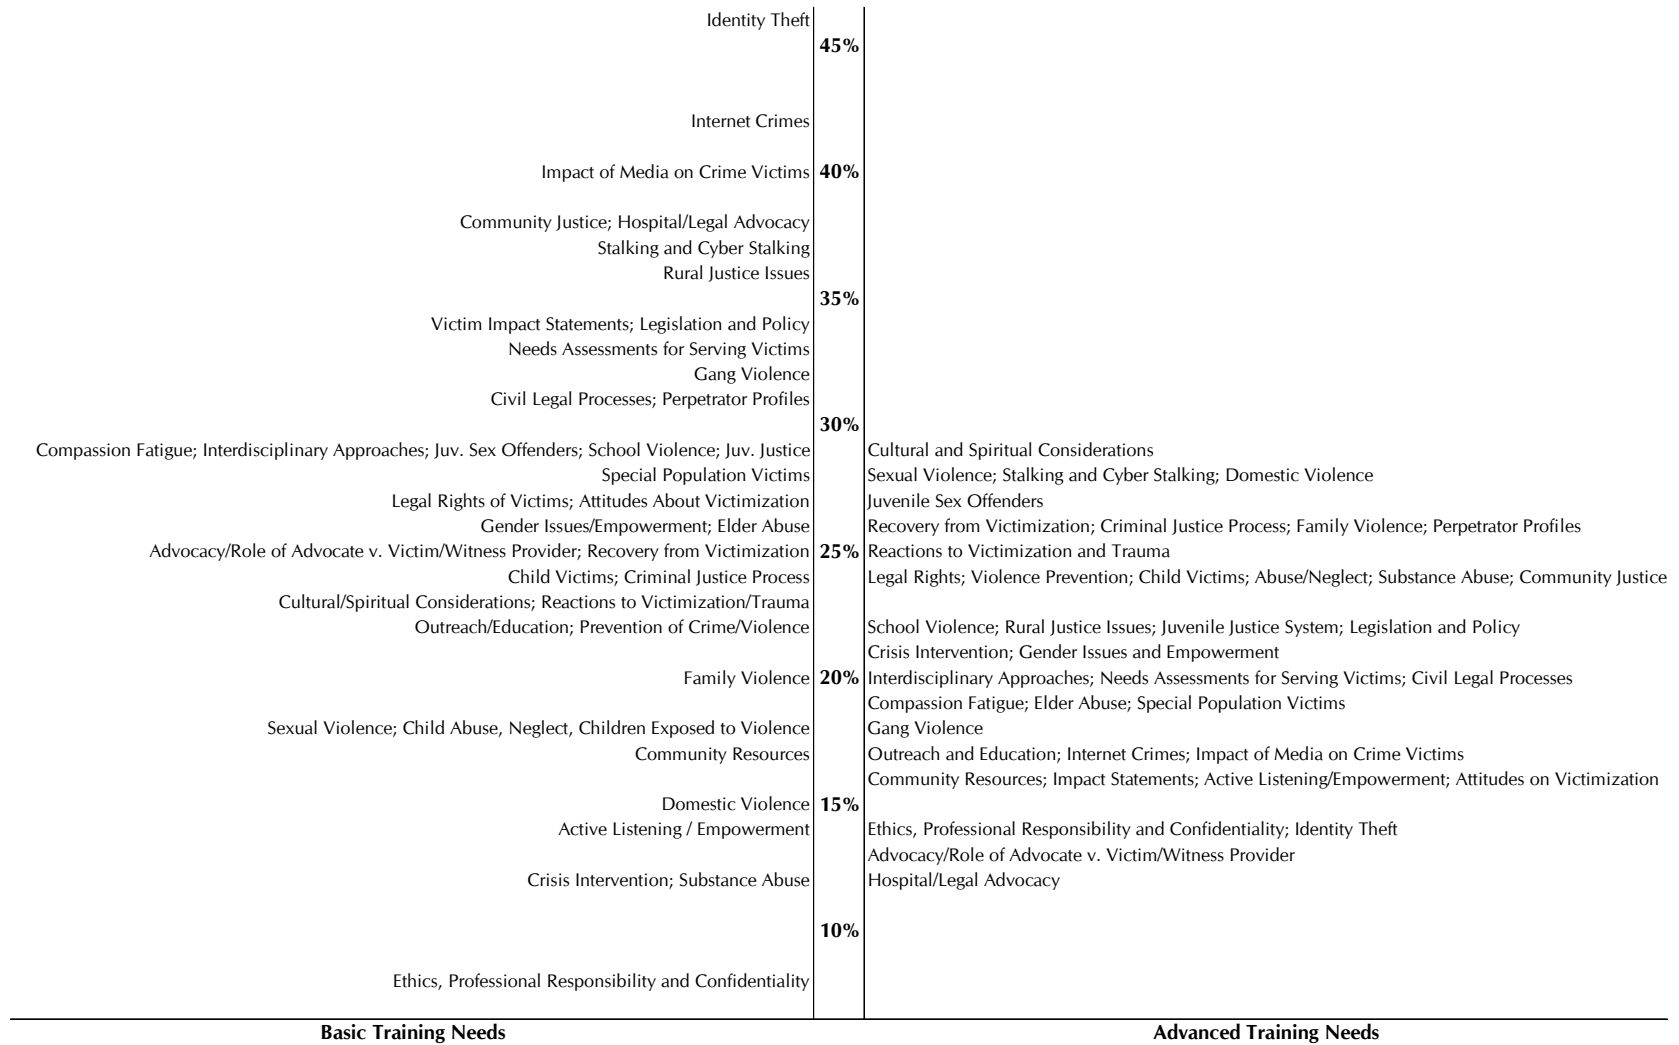 Identity Theft
45%
Internet Crimes
Impact of Media on Crime Victims 40%
Community Justice; Hospital/Legal Advocacy
Stalking and Cyber Stalking
Rural Justice Issues
35%
Victim Impact Statements; Legislation and Policy
Needs Assessments for Serving Victims
Gang Violence
Civil Legal Processes; Perpetrator Profiles
30%
Compassion Fatigue; Interdisciplinary Approaches; Juv. Sex Offenders; School Violence; Juv. Justice Cultural and Spiritual Considerations
Special Population Victims Sexual Violence; Stalking and Cyber Stalking; Domestic Violence
Legal Rights of Victims; Attitudes About Victimization Juvenile Sex Offenders
Gender Issues/Empowerment; Elder Abuse Recovery from Victimization; Criminal Justice Process; Family Violence; Perpetrator Profiles
Advocacy/Role of Advocate v. Victim/Witness Provider; Recovery from Victimization 25% Reactions to Victimization and Trauma
Child Victims; Criminal Justice Process Legal Rights; Violence Prevention; Child Victims; Abuse/Neglect; Substance Abuse; Community Justice
Cultural/Spiritual Considerations; Reactions to Victimization/Trauma
Outreach/Education; Prevention of Crime/Violence School Violence; Rural Justice Issues; Juvenile Justice System; Legislation and Policy
Crisis Intervention; Gender Issues and Empowerment
Family Violence 20% Interdisciplinary Approaches; Needs Assessments for Serving Victims; Civil Legal Processes
Compassion Fatigue; Elder Abuse; Special Population Victims
Sexual Violence; Child Abuse, Neglect, Children Exposed to Violence Gang Violence
Community Resources Outreach and Education; Internet Crimes; Impact of Media on Crime Victims
Community Resources; Impact Statements; Active Listening/Empowerment; Attitudes on Victimization
Domestic Violence 15%
Active Listening / Empowerment Ethics, Professional Responsibility and Confidentiality; Identity Theft
Advocacy/Role of Advocate v. Victim/Witness Provider
Crisis Intervention; Substance Abuse Hospital/Legal Advocacy
10%
Ethics, Professional Responsibility and Confidentiality
Basic Training Needs Advanced Training Needs